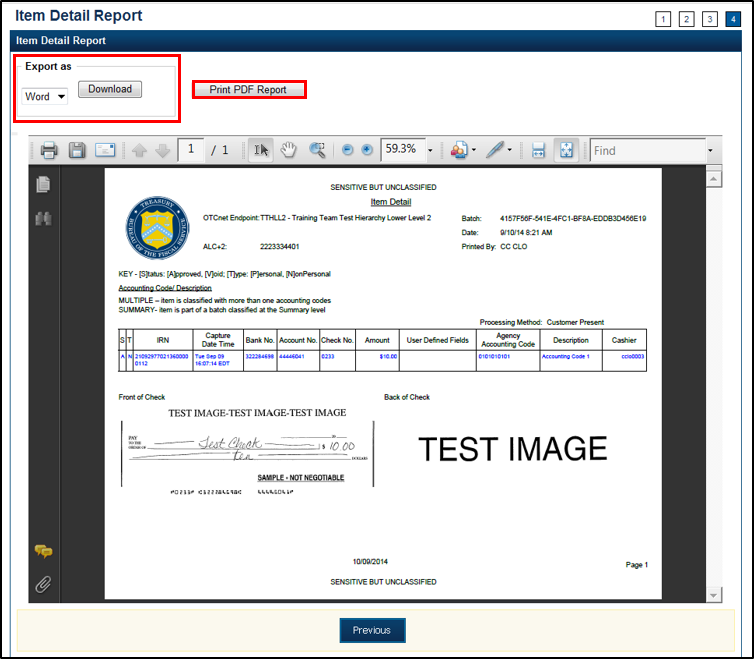 Item Detail Report
1 2 3 4
Item Detail Report
Export as
Word Download Print PDF Report
1 / 1 59.3% Find
SENSITIVE BUT UNCLASSIFIED
Item Detail
TREASURY
BUREAU OF THE FISCAL SERVICE
OTCnet Endpoint: TTHLL2 - Training Team Test Hierarchy Lower Level 2 Batch: 4157F56F-541E-4FC1-BF8A-EDDB3D456E19
Date: 9/10/14 8:21 AM
ALC+2: 2223334401 Printed By: CC CLO
KEY - [S]tatus: [A]pproved, [V]oid; [T]ype: [P]ersonal, [N]onPersonal
Accounting Code/ Description
MULTIPLE – item is classified with more than one accounting codes
SUMMARY- item is part of a batch classified at the Summary level
Processing Method: Customer Present
S T IRN Capture Date Time Bank No. Account No. Check No. Amount User Defined Fields Agency Accounting Code Description Cashier
A N 21092977021360000 Tue Sep 09 322284698 44446041 0233 $10.00 0101010101 Accounting Code 1 cclo0003
0112 16:07:14 EDT
Front of Check Back of Check
TEST IMAGE-TEST IMAGE-TEST IMAGE
PAY
TO THE
ORDER OF Test Check $ 10.00
Ten DOLLARS
TEST IMAGE
SAMPLE - NOT NEGOTIABLE
10/09/2014
Page 1
SENSITIVE BUT UNCLASSIFIED
Previous